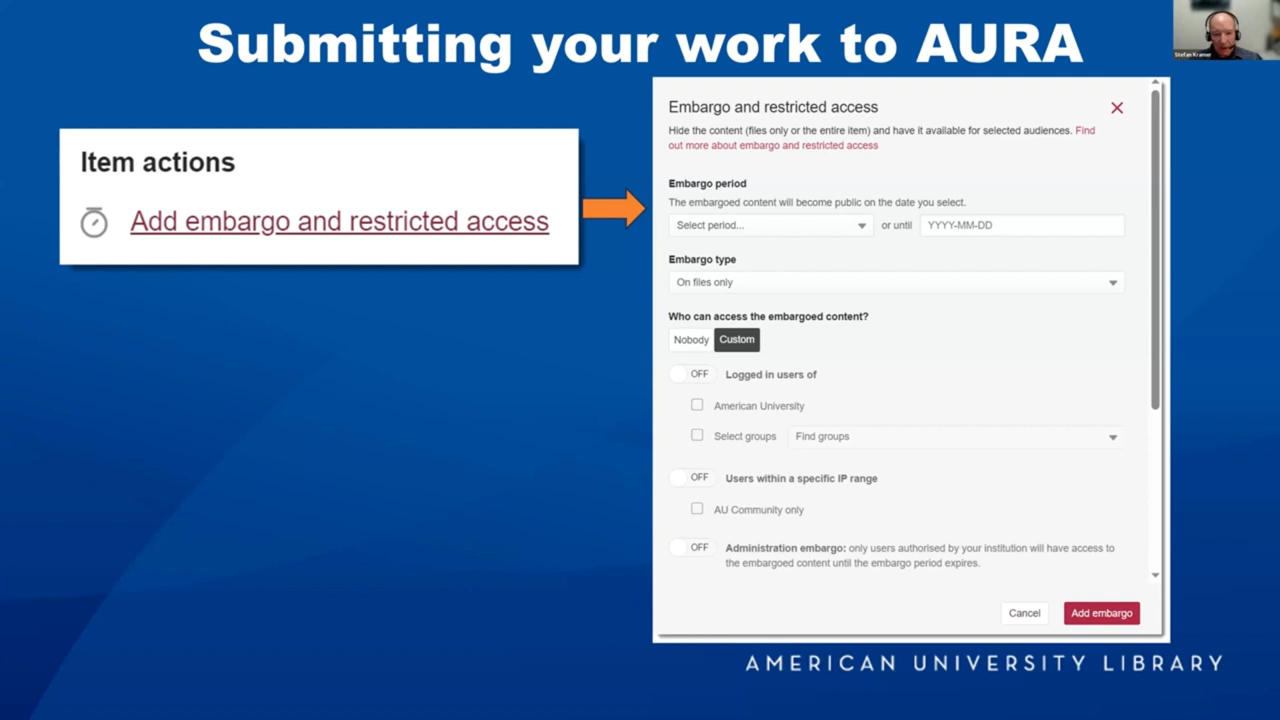 Submitting your work to AURA
Stefan Kramer
Item actions
Add embargo and restricted access
Embargo and restricted access
Hide the content (files only or the entire item) and have it available for selected audiences. Find
out more about embargo and restricted access
Embargo period
The embargoed content will become public on the date you select.
Select period... or until YYYY-MM-DD
Embargo type
On files only
Who can access the embargoed content?
Nobody Custom
OFF Logged in users of
American University
Select groups Find groups
OFF Users within a specific IP range
AU Community only
OFF Administration embargo: only users authorised by your institution will have access to
the embargoed content until the embargo period expires.
Cancel Add embargo
AMERICAN UNIVERSITY LIBRARY